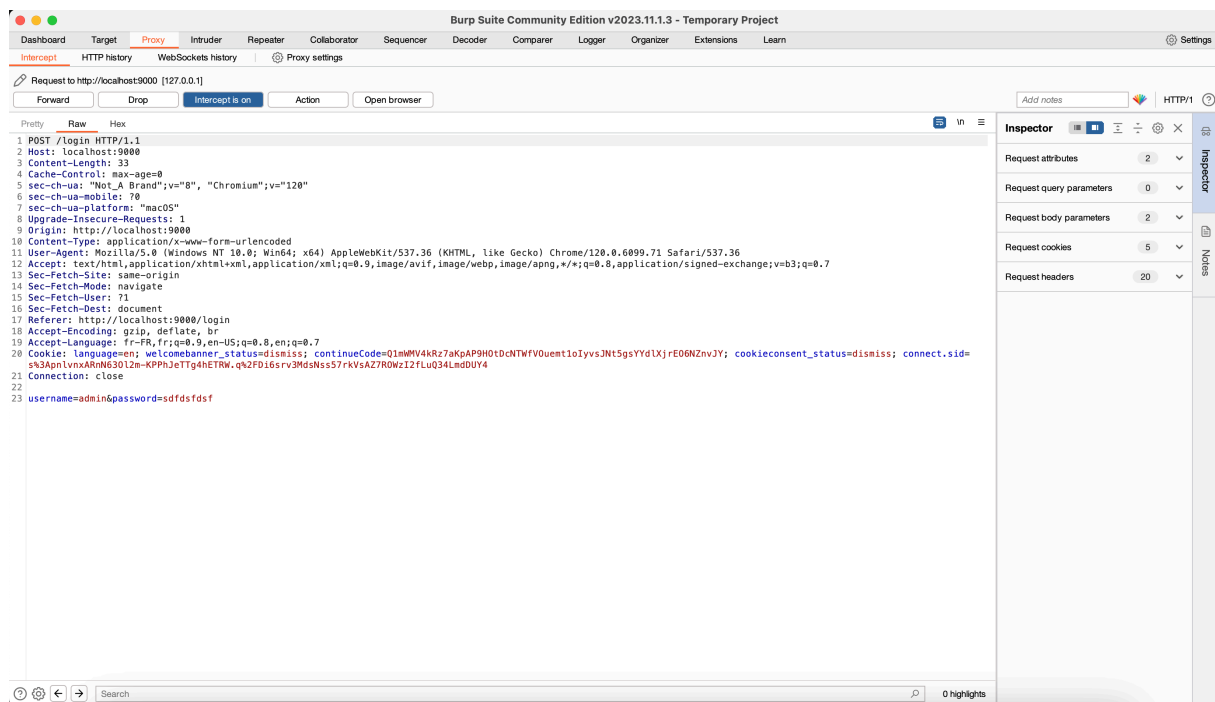 Burp Suite Community Edition v2023.11.1.3 - Temporary Project
Dashboard Target Proxy Intruder Repeater Collaborator Sequencer Decoder Comparer Logger Organizer Extensions Learn Settings
Intercept HTTP history WebSockets history Proxy settings
Request to http://localhost:9000 [127.0.0.1]
Forward Drop Intercept is on Action Open browser Add notes HTTP/1 ?
Pretty Raw Hex \n
1 POST /login HTTP/1.1
2 Host: localhost:9000
3 Content-Length: 33
4 Cache-Control: max-age=0
5 sec-ch-ua: "Not_A Brand";v="8", "Chromium";v="120"
6 sec-ch-ua-mobile: ?0
7 sec-ch-ua-platform: "macOS"
8 Upgrade-Insecure-Requests: 1
9 Origin: http://localhost:9000
10 Content-Type: application/x-www-form-urlencoded
11 User-Agent: Mozilla/5.0 (Windows NT 10.0; Win64; x64) AppleWebKit/537.36 (KHTML, like Gecko) Chrome/120.0.6099.71 Safari/537.36
12 Accept: text/html,application/xhtml+xml,application/xml;q=0.9,image/avif,image/webp,image/apng,*/*;q=0.8,application/signed-exchange;v=b3;q=0.7
13 Sec-Fetch-Site: same-origin
14 Sec-Fetch-Mode: navigate
15 Sec-Fetch-User: ?1
16 Sec-Fetch-Dest: document
17 Referer: http://localhost:9000/login
18 Accept-Encoding: gzip, deflate, br
19 Accept-Language: fr-FR,fr;q=0.9,en-US;q=0.8,en;q=0.7
20 Cookie: language=en; welcomebanner_status=dismiss; continueCode=Q1mWMV4kRz7aKpAP9HOtDcNTWfVOuemt1oIyvsJNt5gsYYdlXjrEO6NZnvJY; cookieconsent_status=dismiss; connect.sid=
s%3ApnlvnxARnN63Ol2m-KPPhJeTTg4hETRW.q%2FDi6srv3MdsNss57rkVsAZ7ROWzI2fLuQ34LmdDUY4
21 Connection: close
22
23 username=admin&password=sdfdsfdsf
Inspector
Request attributes 2
Request query parameters 0
Request body parameters 2
Request cookies 5
Request headers 20
Inspector
Notes
? Search 0 highlights